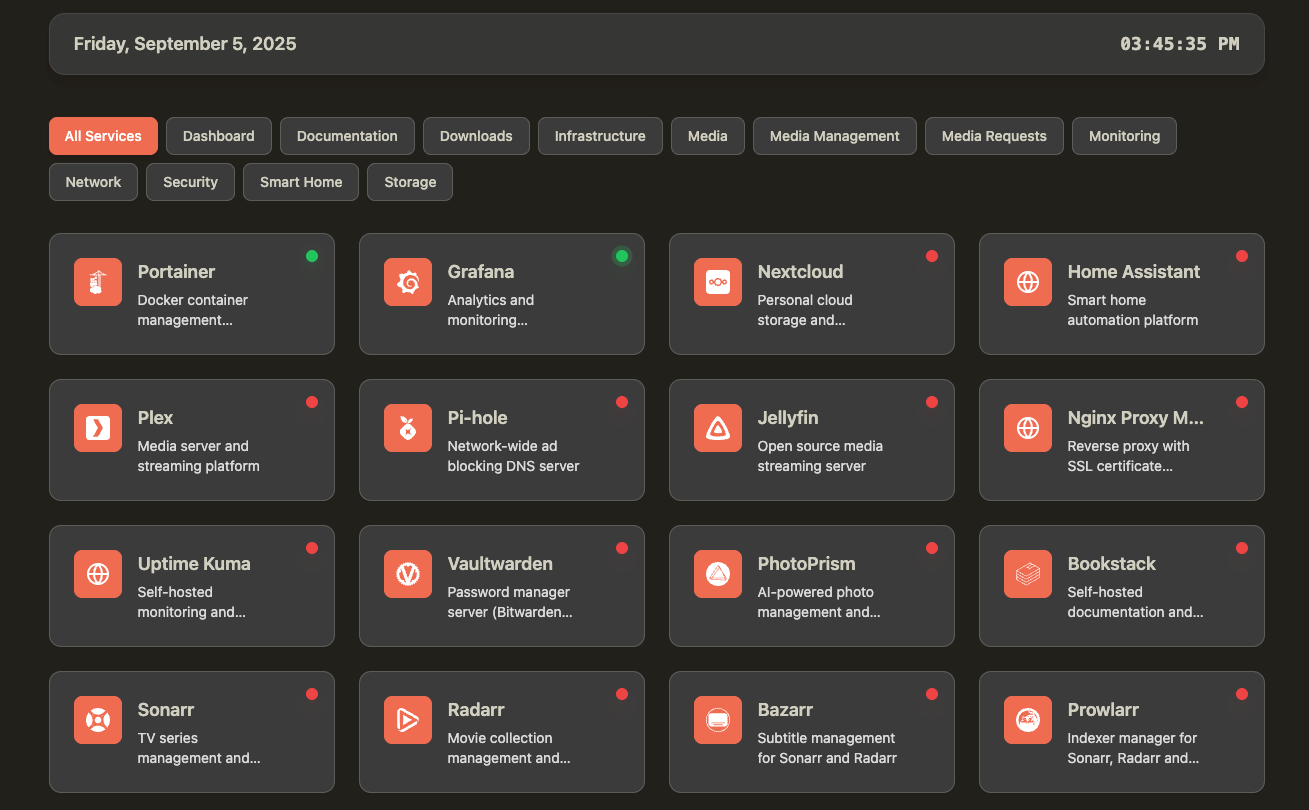 Friday, September 5, 2025
03:45:35 PM
All Services
Dashboard
Documentation
Downloads
Infrastructure
Media
Media Management
Media Requests
Monitoring
Network
Security
Smart Home
Storage
Portainer
Docker container
management...
Grafana
Analytics and
monitoring...
Nextcloud
Personal cloud
storage and...
Home Assistant
Smart home
automation platform
Plex
Media server and
streaming platform
Pi-hole
Network-wide ad
blocking DNS server
Jellyfin
Open source media
streaming server
Nginx Proxy M...
Reverse proxy with
SSL certificate...
Uptime Kuma
Self-hosted
monitoring and...
Vaultwarden
Password manager
server (Bitwarden...
PhotoPrism
AI-powered photo
management and...
Bookstack
Self-hosted
documentation and...
Sonarr
TV series
management and...
Radarr
Movie collection
management and...
Bazarr
Subtitle management
for Sonarr and Radarr
Prowlarr
Indexer manager for
Sonarr, Radarr and...